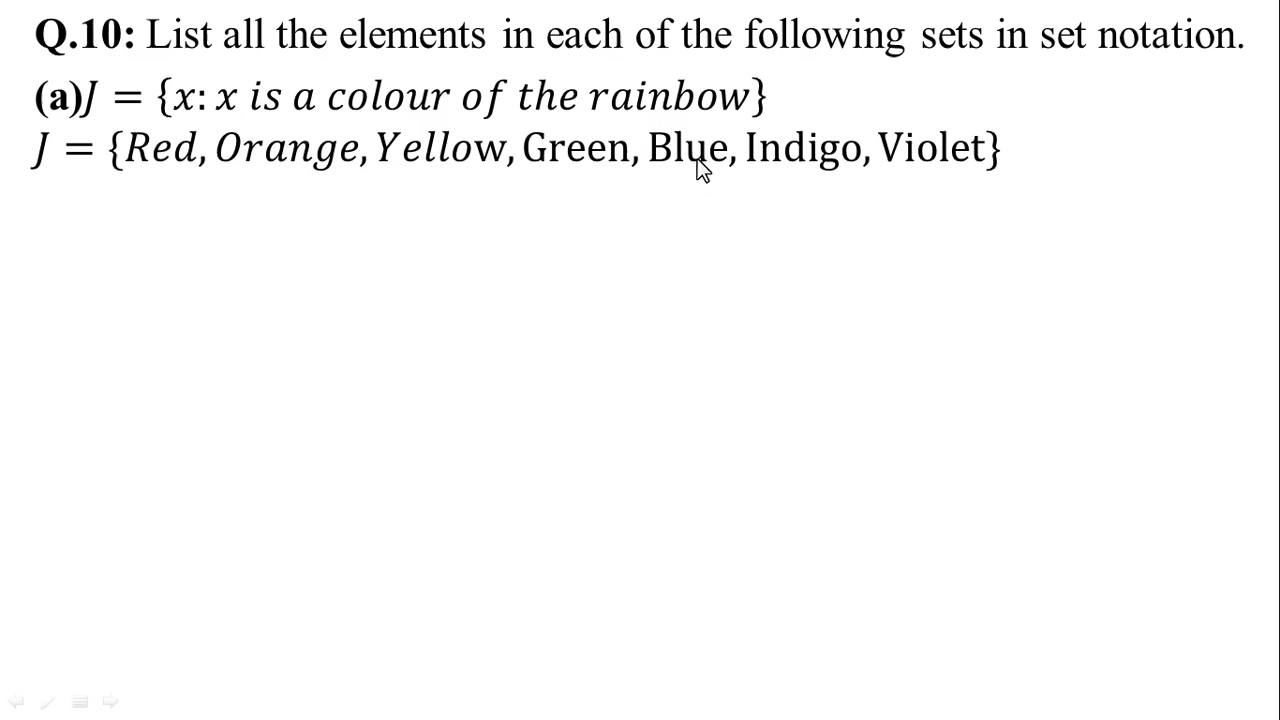 Q.10: List all the elements in each of the following sets in set notation.
(a)J = {x: x is a colour of the rainbow}
J = {Red, Orange, Yellow, Green, Blue, Indigo, Violet}